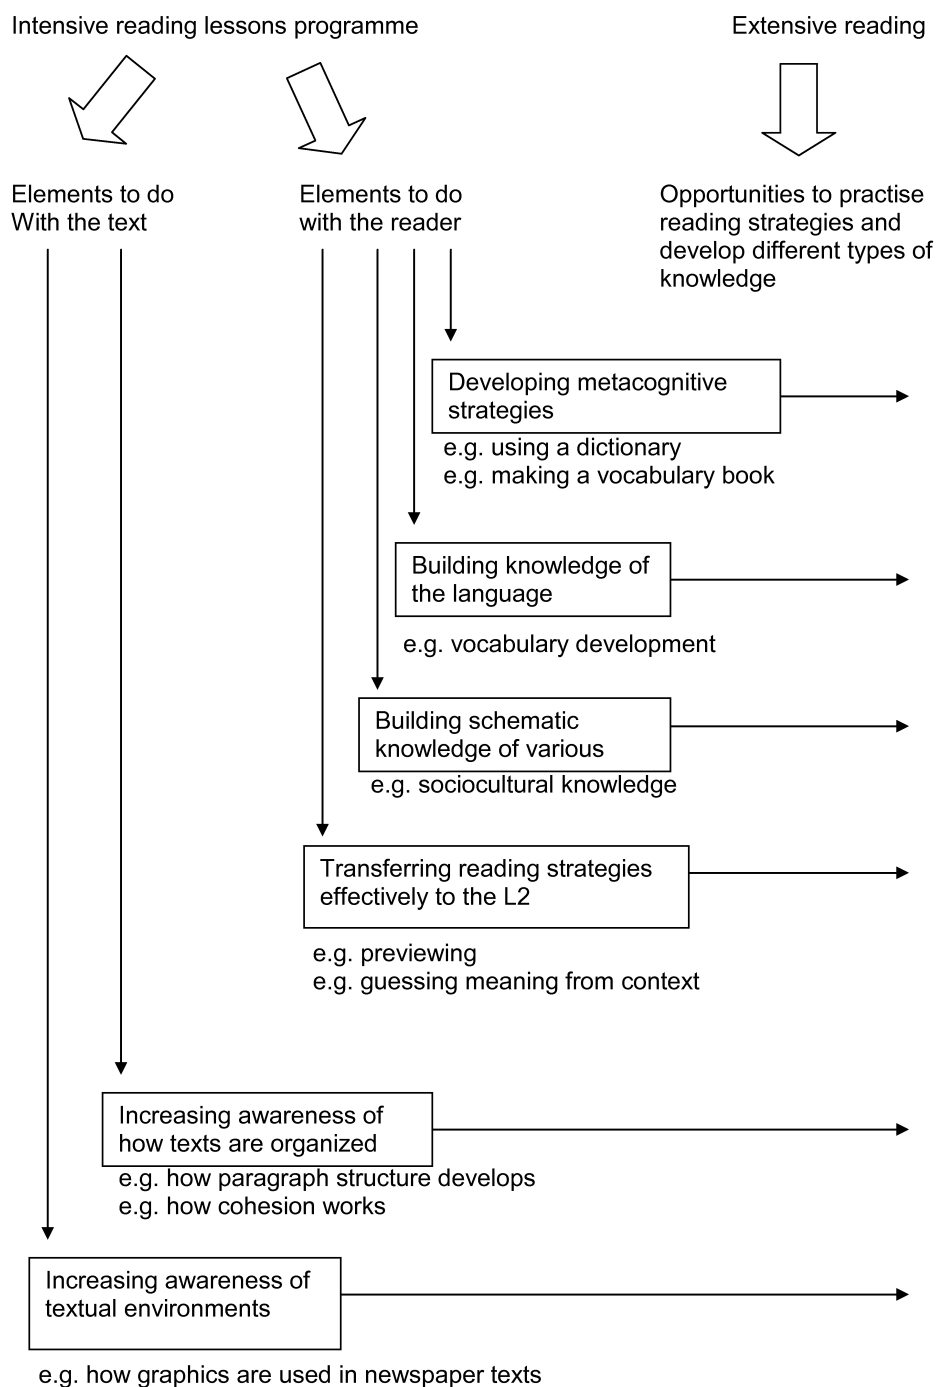 Intensive reading lessons programme
Extensive reading
Elements to do
With the text
Elements to do
with the reader
Opportunities to practise
reading strategies and
develop different types of
knowledge
Developing metacognitive
strategies
e.g. using a dictionary
e.g. making a vocabulary book
Building knowledge of
the language
e.g. vocabulary development
Building schematic
knowledge of various
e.g. sociocultural knowledge
Transferring reading strategies
effectively to the L2
e.g. previewing
e.g. guessing meaning from context
Increasing awareness of
how texts are organized
e.g. how paragraph structure develops
e.g. how cohesion works
Increasing awareness of
textual environments
e.g. how graphics are used in newspaper texts